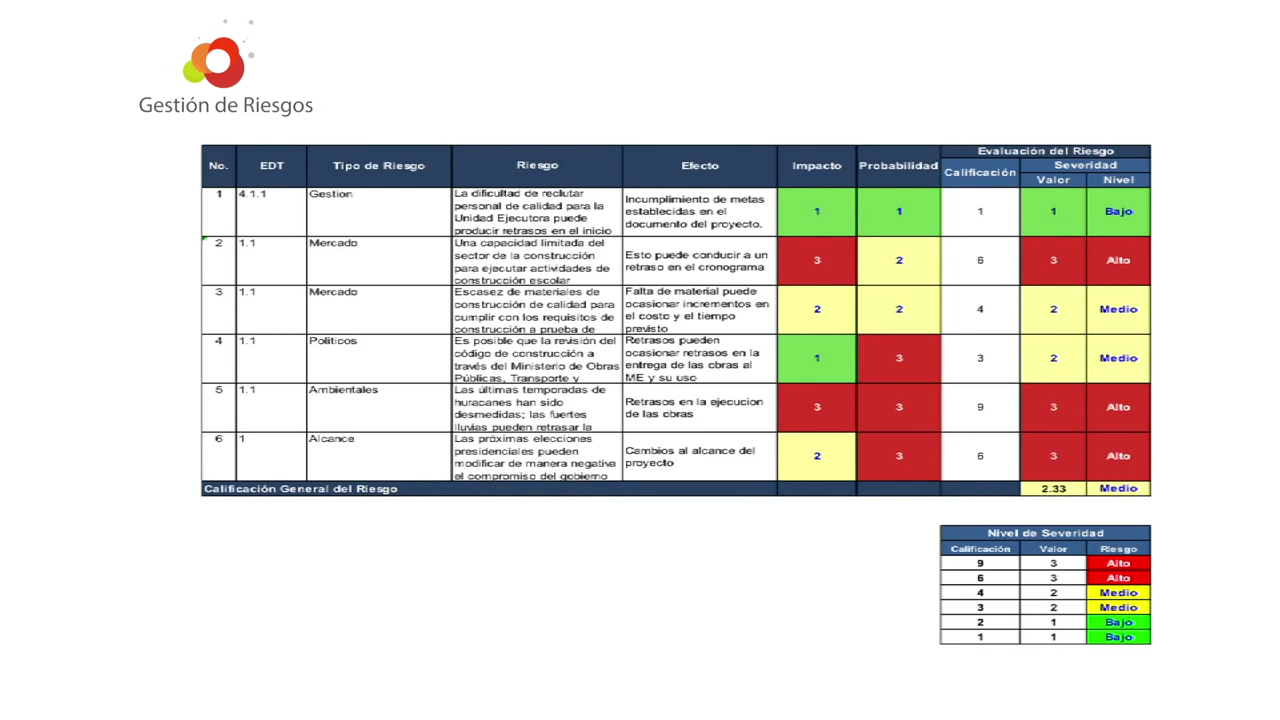 Gestión de Riesgos
No. EDT Tipo de Riesgo Riesgo Efecto Impacto Probabilidad Evaluación del Riesgo
Calificación Severidad
Valor Nivel
1 4.1.1 Gestion La dificultad de reclutar personal de calidad para la Unidad Ejecutora puede producir retrasos en el inicio Incumplimiento de metas establecidas en el documento del proyecto. 1 1 1 1 Bajo
2 1.1 Mercado Una capacidad limitada del sector de la construcción para ejecutar actividades de construcción escolar Esto puede conducir a un retraso en el cronograma 3 2 6 3 Alto
3 1.1 Mercado Escasez de materiales de construcción de calidad para cumplir con los requisitos de construcción a prueba de Falta de material puede ocasionar incrementos en el costo y el tiempo previsto 2 2 4 2 Medio
4 1.1 Politicos Es posible que la revisión del código de construcción a través del Ministerio de Obras Públicas, Transporte y Retrasos pueden ocasionar retrasos en la entrega de las obras al ME y su uso 1 3 3 2 Medio
5 1.1 Ambientales Las últimas temporadas de huracanes han sido desmedidas; las fuertes lluvias pueden retrasar la Retrasos en la ejecucion de las obras 3 3 9 3 Alto
6 1 Alcance Las próximas elecciones presidenciales pueden modificar de manera negativa el compromiso del gobierno Cambios al alcance del proyecto 2 3 6 3 Alto
Calificación General del Riesgo 2.33 Medio
Nivel de Severidad
Calificación Valor Riesgo
9 3 Alto
6 3 Alto
4 2 Medio
3 2 Medio
2 1 Bajo
1 1 Bajo